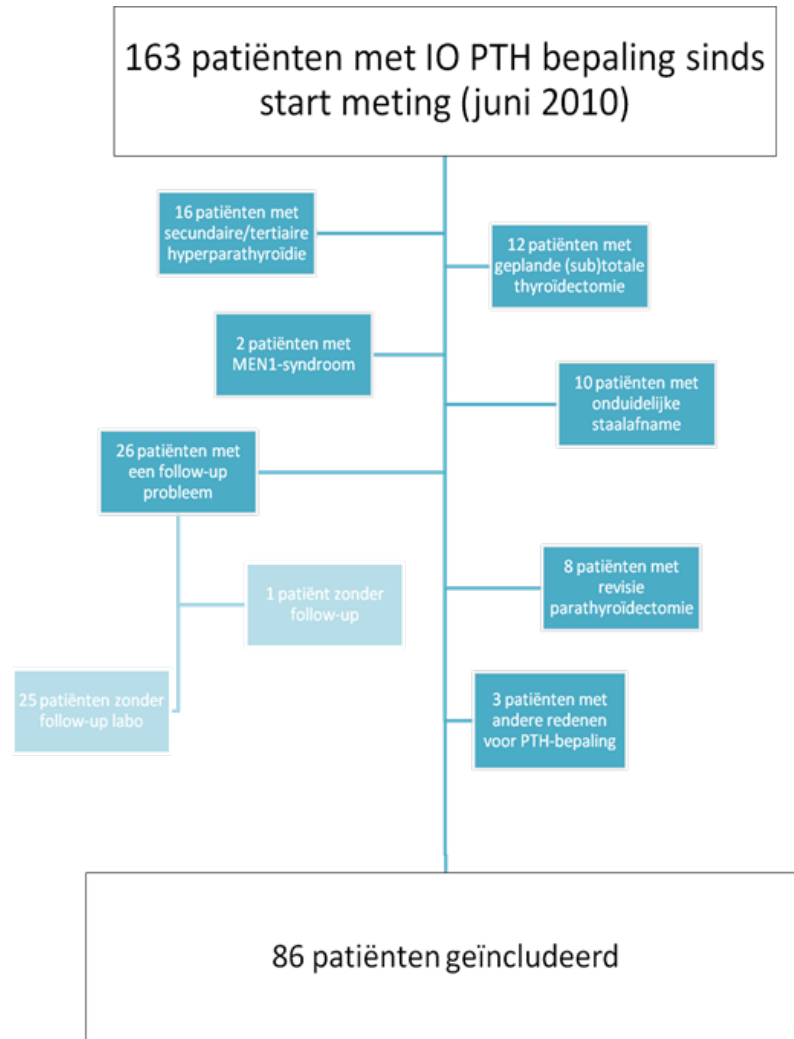 163 patiënten met IO PTH bepaling sinds
start meting (juni 2010)
16 patiënten met
secundaire/tertiaire
hyperparathyroïdie
12 patiënten met
geplande (sub)totale
thyroïdectomie
2 patiënten met
MEN1-syndroom
10 patiënten met
onduidelijke
staalafname
26 patiënten met
een follow-up
probleem
8 patiënten met
revisie
parathyroïdectomie
1 patiënt zonder
follow-up
25 patiënten zonder
follow-up labo
3 patiënten met
andere redenen
voor PTH-bepaling
86 patiënten geïncludeerd